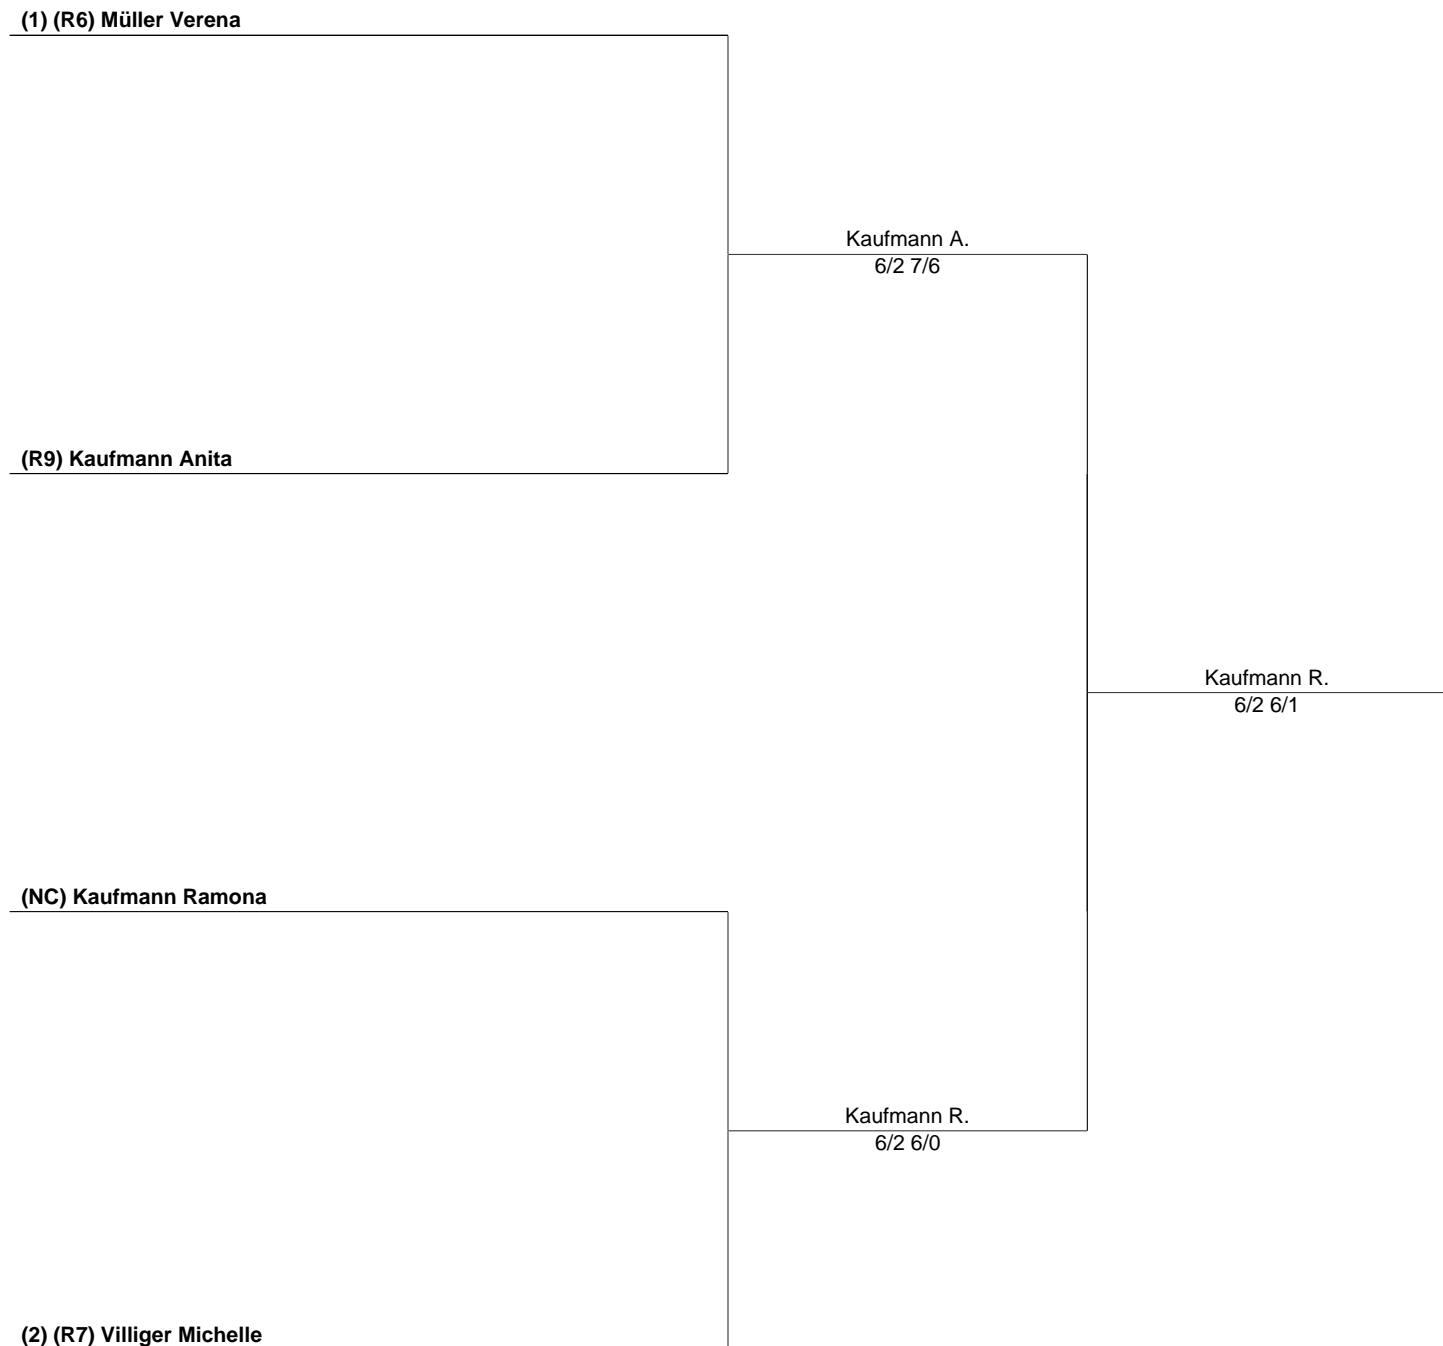 (1) (R6) Müller Verena
Kaufmann A.
6/2 7/6
(R9) Kaufmann Anita
Kaufmann R.
6/2 6/1
(NC) Kaufmann Ramona
Kaufmann R.
6/2 6/0
(2) (R7) Villiger Michelle